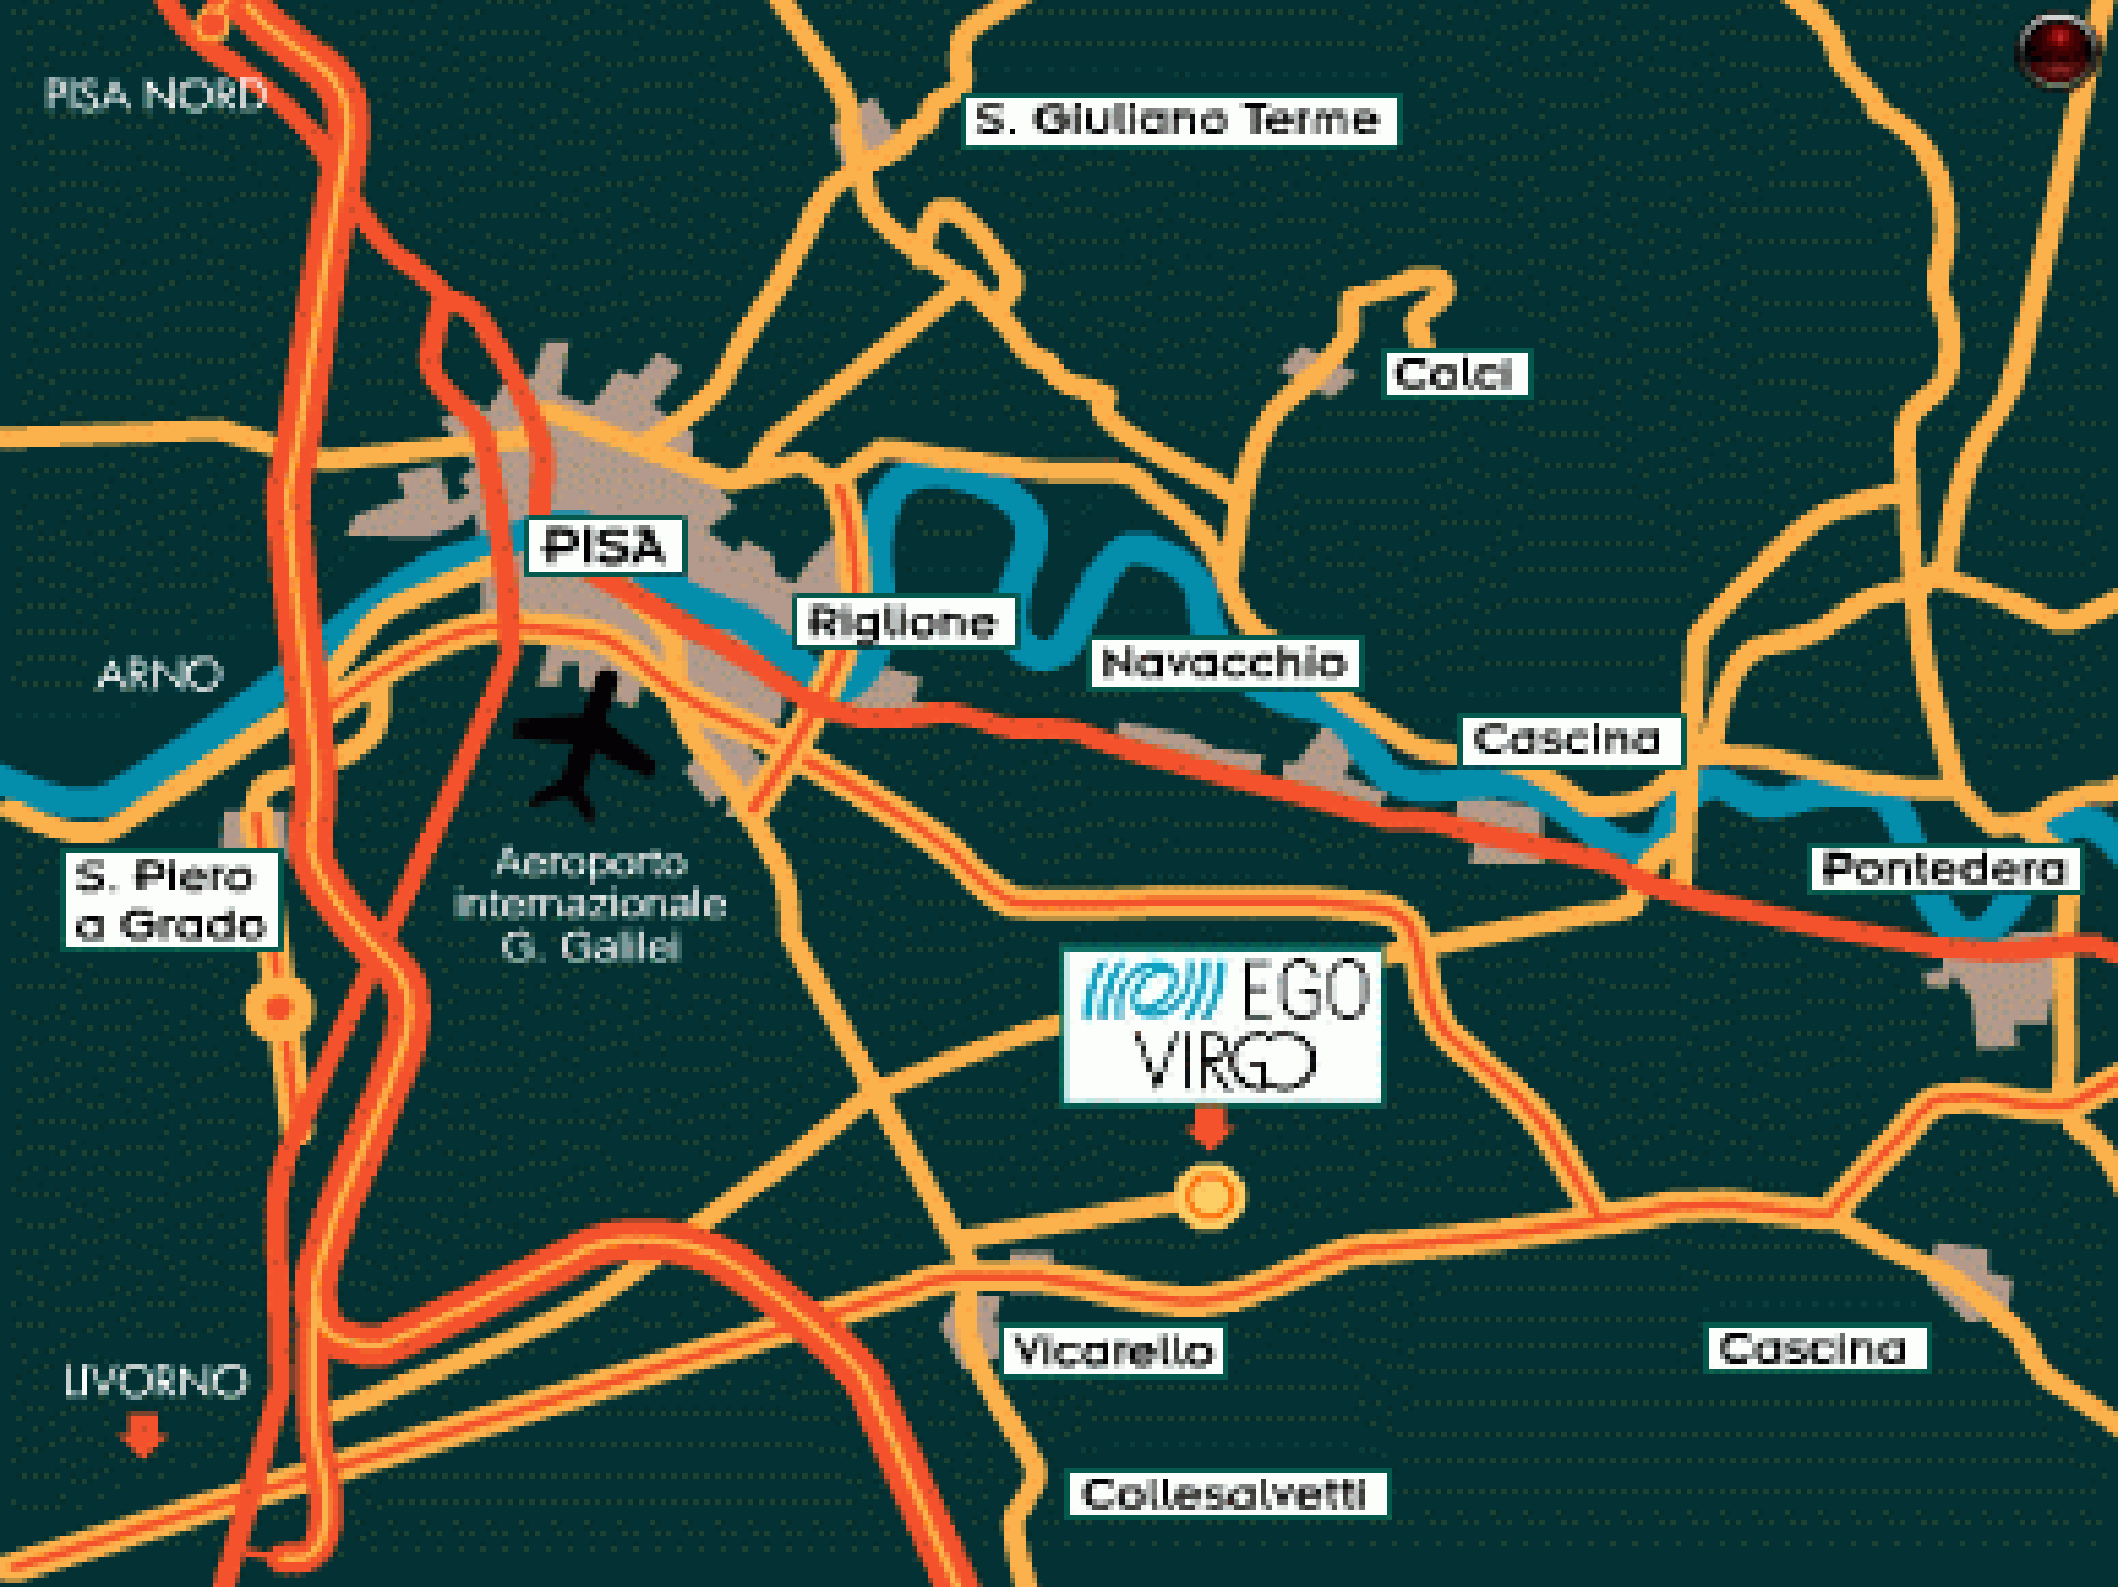 PISA NORD
S. Giuliano Terme
Calci
PISA
Riglione
ARNO
Navacchio
Cascina
S. Piero
a Grado
Aeroporto
internazionale
G. Galilei
Pontedera
EGO
VIRGO
Vicarello
Cascina
LIVORNO
Collesalvetti